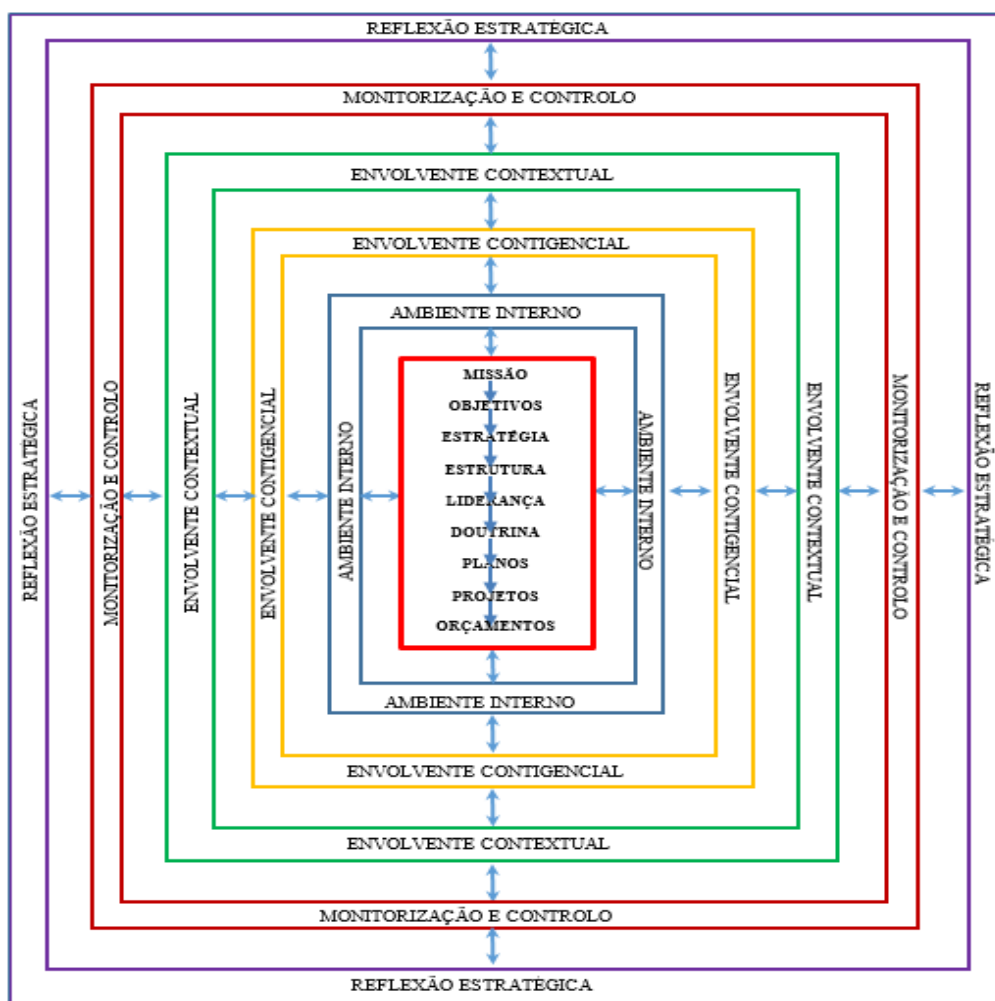 REFLEXÃO ESTRATÉGICA
MONITORIZAÇÃO E CONTROLO
ENVOLVENTE CONTEXTUAL
ENVOLVENTE CONTIGENCIAL
AMBIENTE INTERNO
REFLEXÃO ESTRATÉGICA
MONITORIZAÇÃO E CONTROLO
ENVOLVENTE CONTEXTUAL
ENVOLVENTE CONTIGENCIAL
AMBIENTE INTERNO
MISSÃO
OBJETIVOS
ESTRATÉGIA
ESTRUTURA
LIDERANÇA
DOUTRINA
PLANOS
PROJETOS
ORÇAMENTOS
AMBIENTE INTERNO
ENVOLVENTE CONTIGENCIAL
ENVOLVENTE CONTEXTUAL
MONITORIZAÇÃO E CONTROLO
REFLEXÃO ESTRATÉGICA
AMBIENTE INTERNO
ENVOLVENTE CONTIGENCIAL
ENVOLVENTE CONTEXTUAL
MONITORIZAÇÃO E CONTROLO
REFLEXÃO ESTRATÉGICA